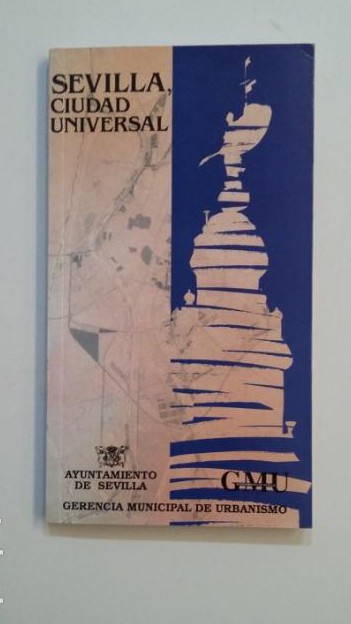 SEVILLA,
CIUDAD
UNIVERSAL
AYUNTAMIENTO
DE SEVILLA
GMU
GERENCIA MUNICIPAL DE URBANISMO